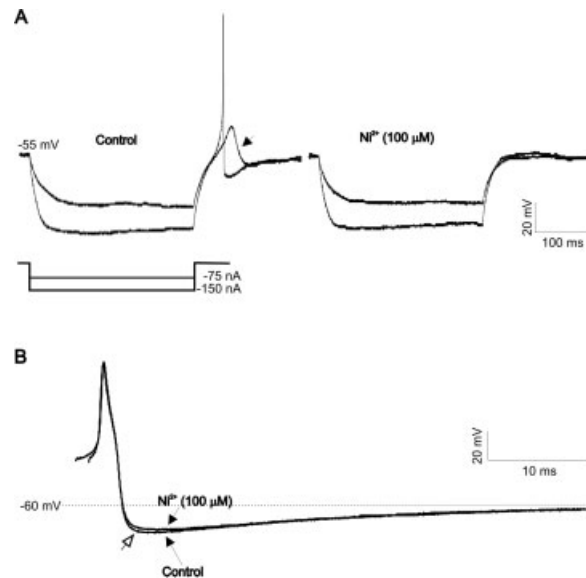 A
-55 mV
Control
Ni²⁺ (100 μM)
20 mV
100 ms
-75 nA
-150 nA
B
20 mV
10 ms
-60 mV
Ni²⁺ (100 μM)
Control